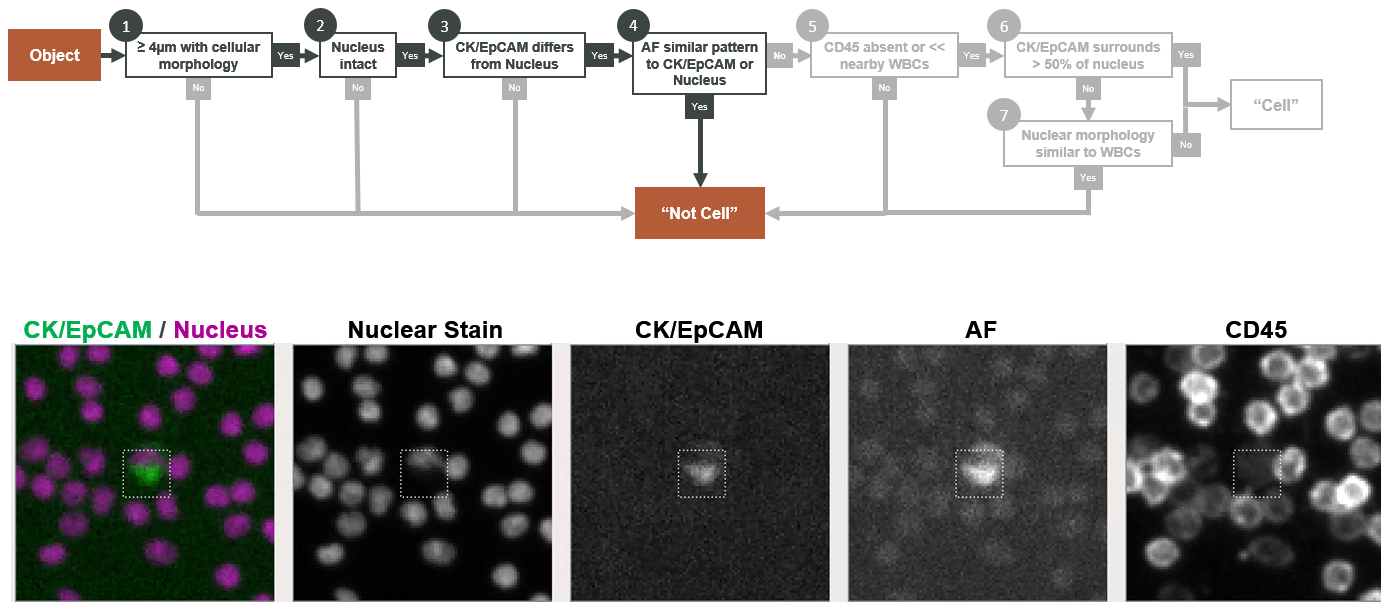 1
2
3
4
5
6
Object
≥ 4µm with cellular
morphology
Yes
Nucleus
intact
Yes
CK/EpCAM differs
from Nucleus
Yes
AF similar pattern
to CK/EpCAM or
Nucleus
No
CD45 absent or <<
nearby WBCs
Yes
CK/EpCAM surrounds
> 50% of nucleus
Yes
No
No
No
Yes
No
No
“Cell”
7
Nuclear morphology
similar to WBCs
No
Yes
“Not Cell”
CK/EpCAM / Nucleus
Nuclear Stain
CK/EpCAM
AF
CD45